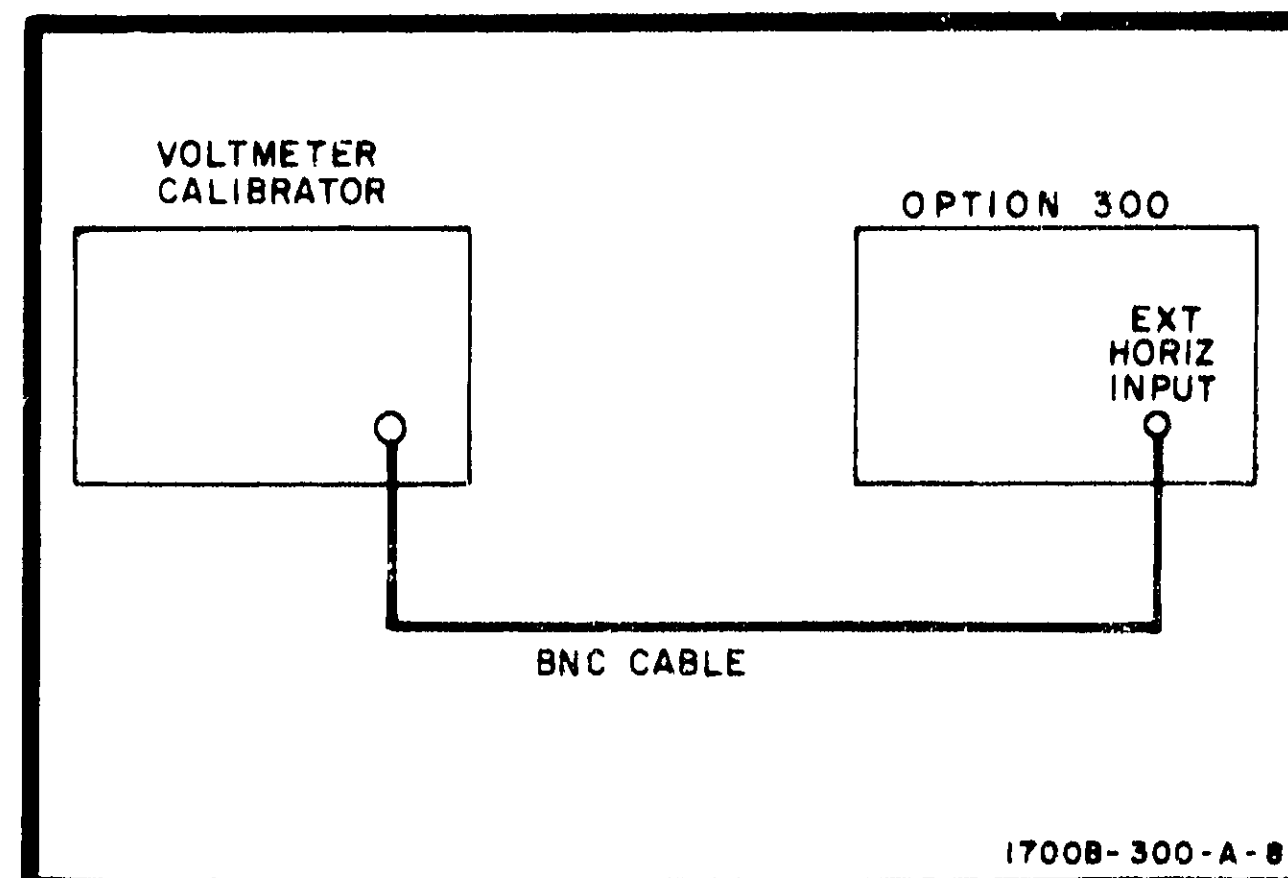 VOLTMETER
CALIBRATOR
OPTION 300
EXT
HORIZ
INPUT
BNC CABLE
1700B-300-A-8